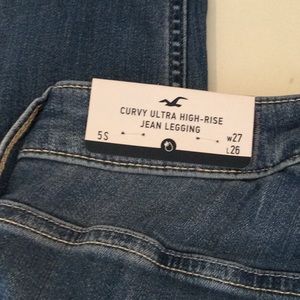 CURVY ULTRA HIGH-RISE
JEAN LEGGING
5S W27
L26